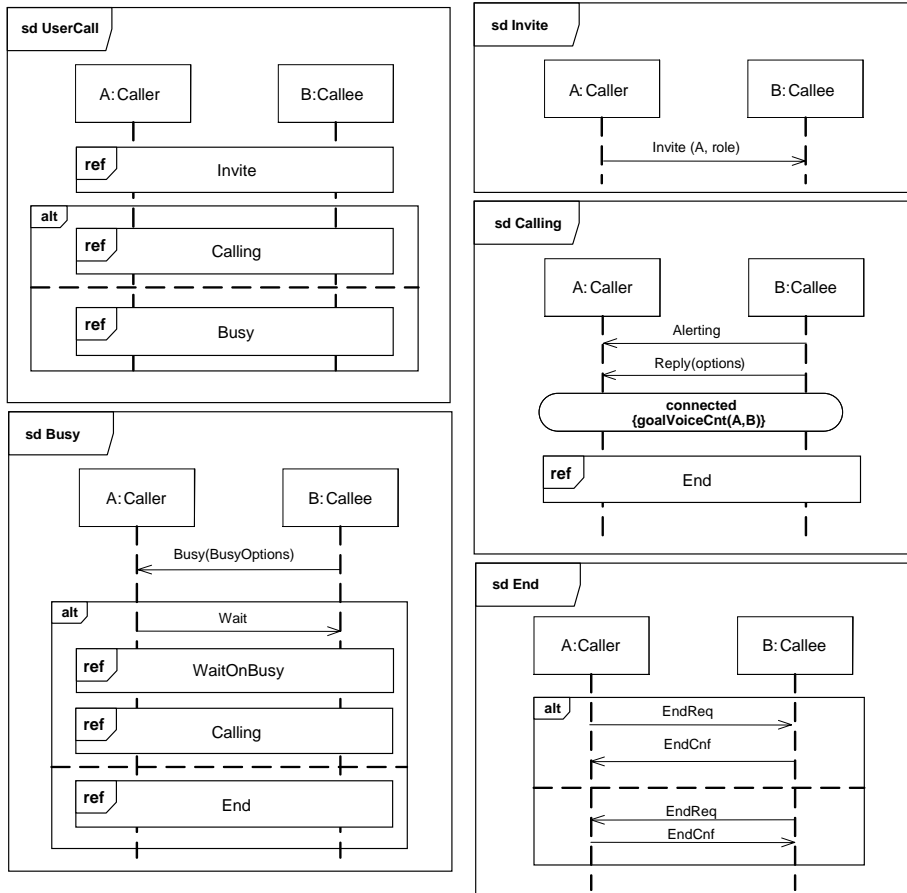 sd UserCall
A:Caller
B:Callee
ref
Invite
alt
ref
Calling
ref
Busy
sd Busy
A:Caller
B:Callee
Busy(BusyOptions)
alt
Wait
ref
WaitOnBusy
ref
Calling
ref
End
sd Invite
A:Caller
B:Callee
Invite (A, role)
sd Calling
A:Caller
B:Callee
Alerting
Reply(options)
connected
{goalVoiceCnt(A,B)}
ref
End
sd End
A:Caller
B:Callee
alt
EndReq
EndCnf
EndReq
EndCnf